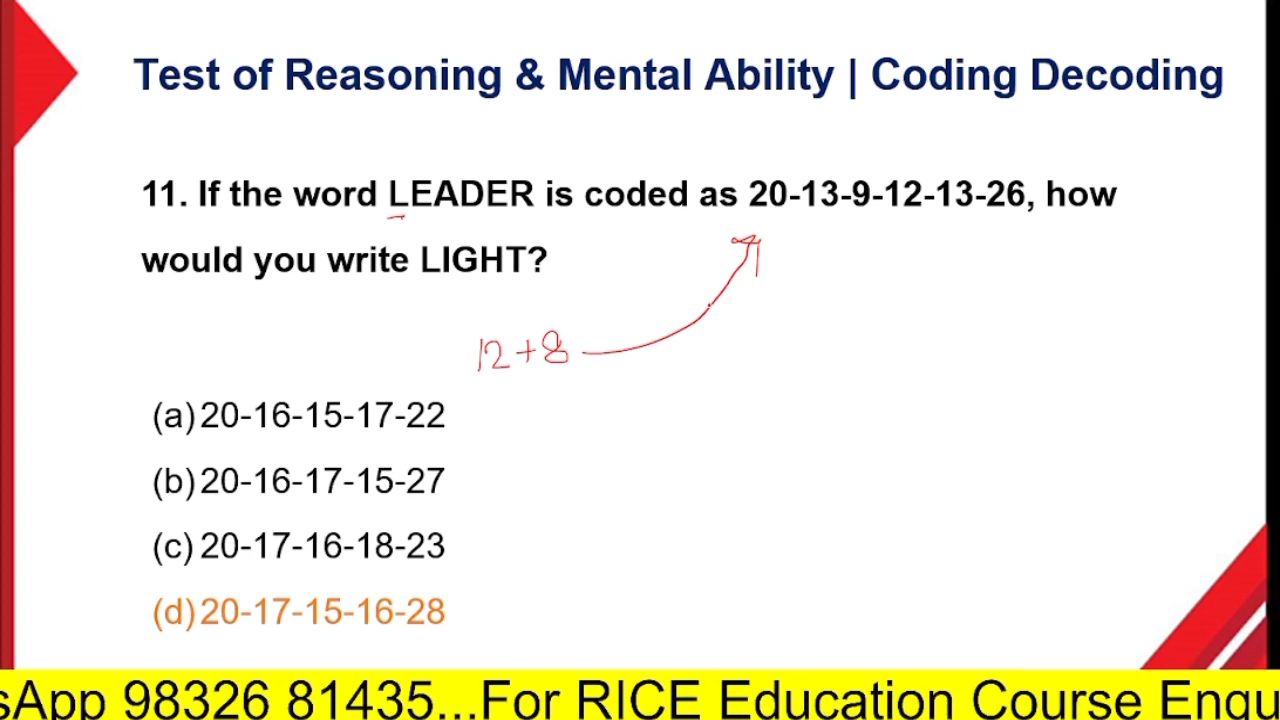 Test of Reasoning & Mental Ability | Coding Decoding
11. If the word LEADER is coded as 20-13-9-12-13-26, how
would you write LIGHT?
12+8
(a) 20-16-15-17-22
(b) 20-16-17-15-27
(c) 20-17-16-18-23
(d) 20-17-15-16-28
sApp 98326 81435...For RICE Education Course Enqu